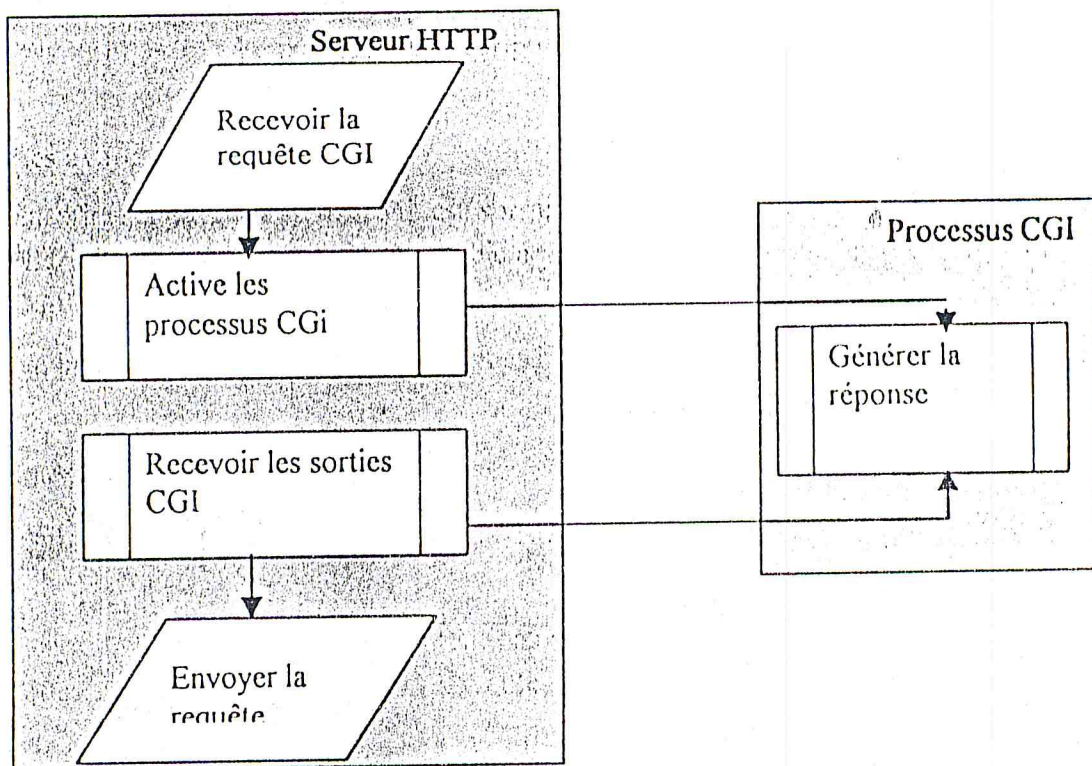 Serveur HTTP
Recevoir la
requête CGI
Active les
processus CGi
Recevoir les sorties
CGI
Envoyer la
requête
Processus CGI
Générer la
réponse